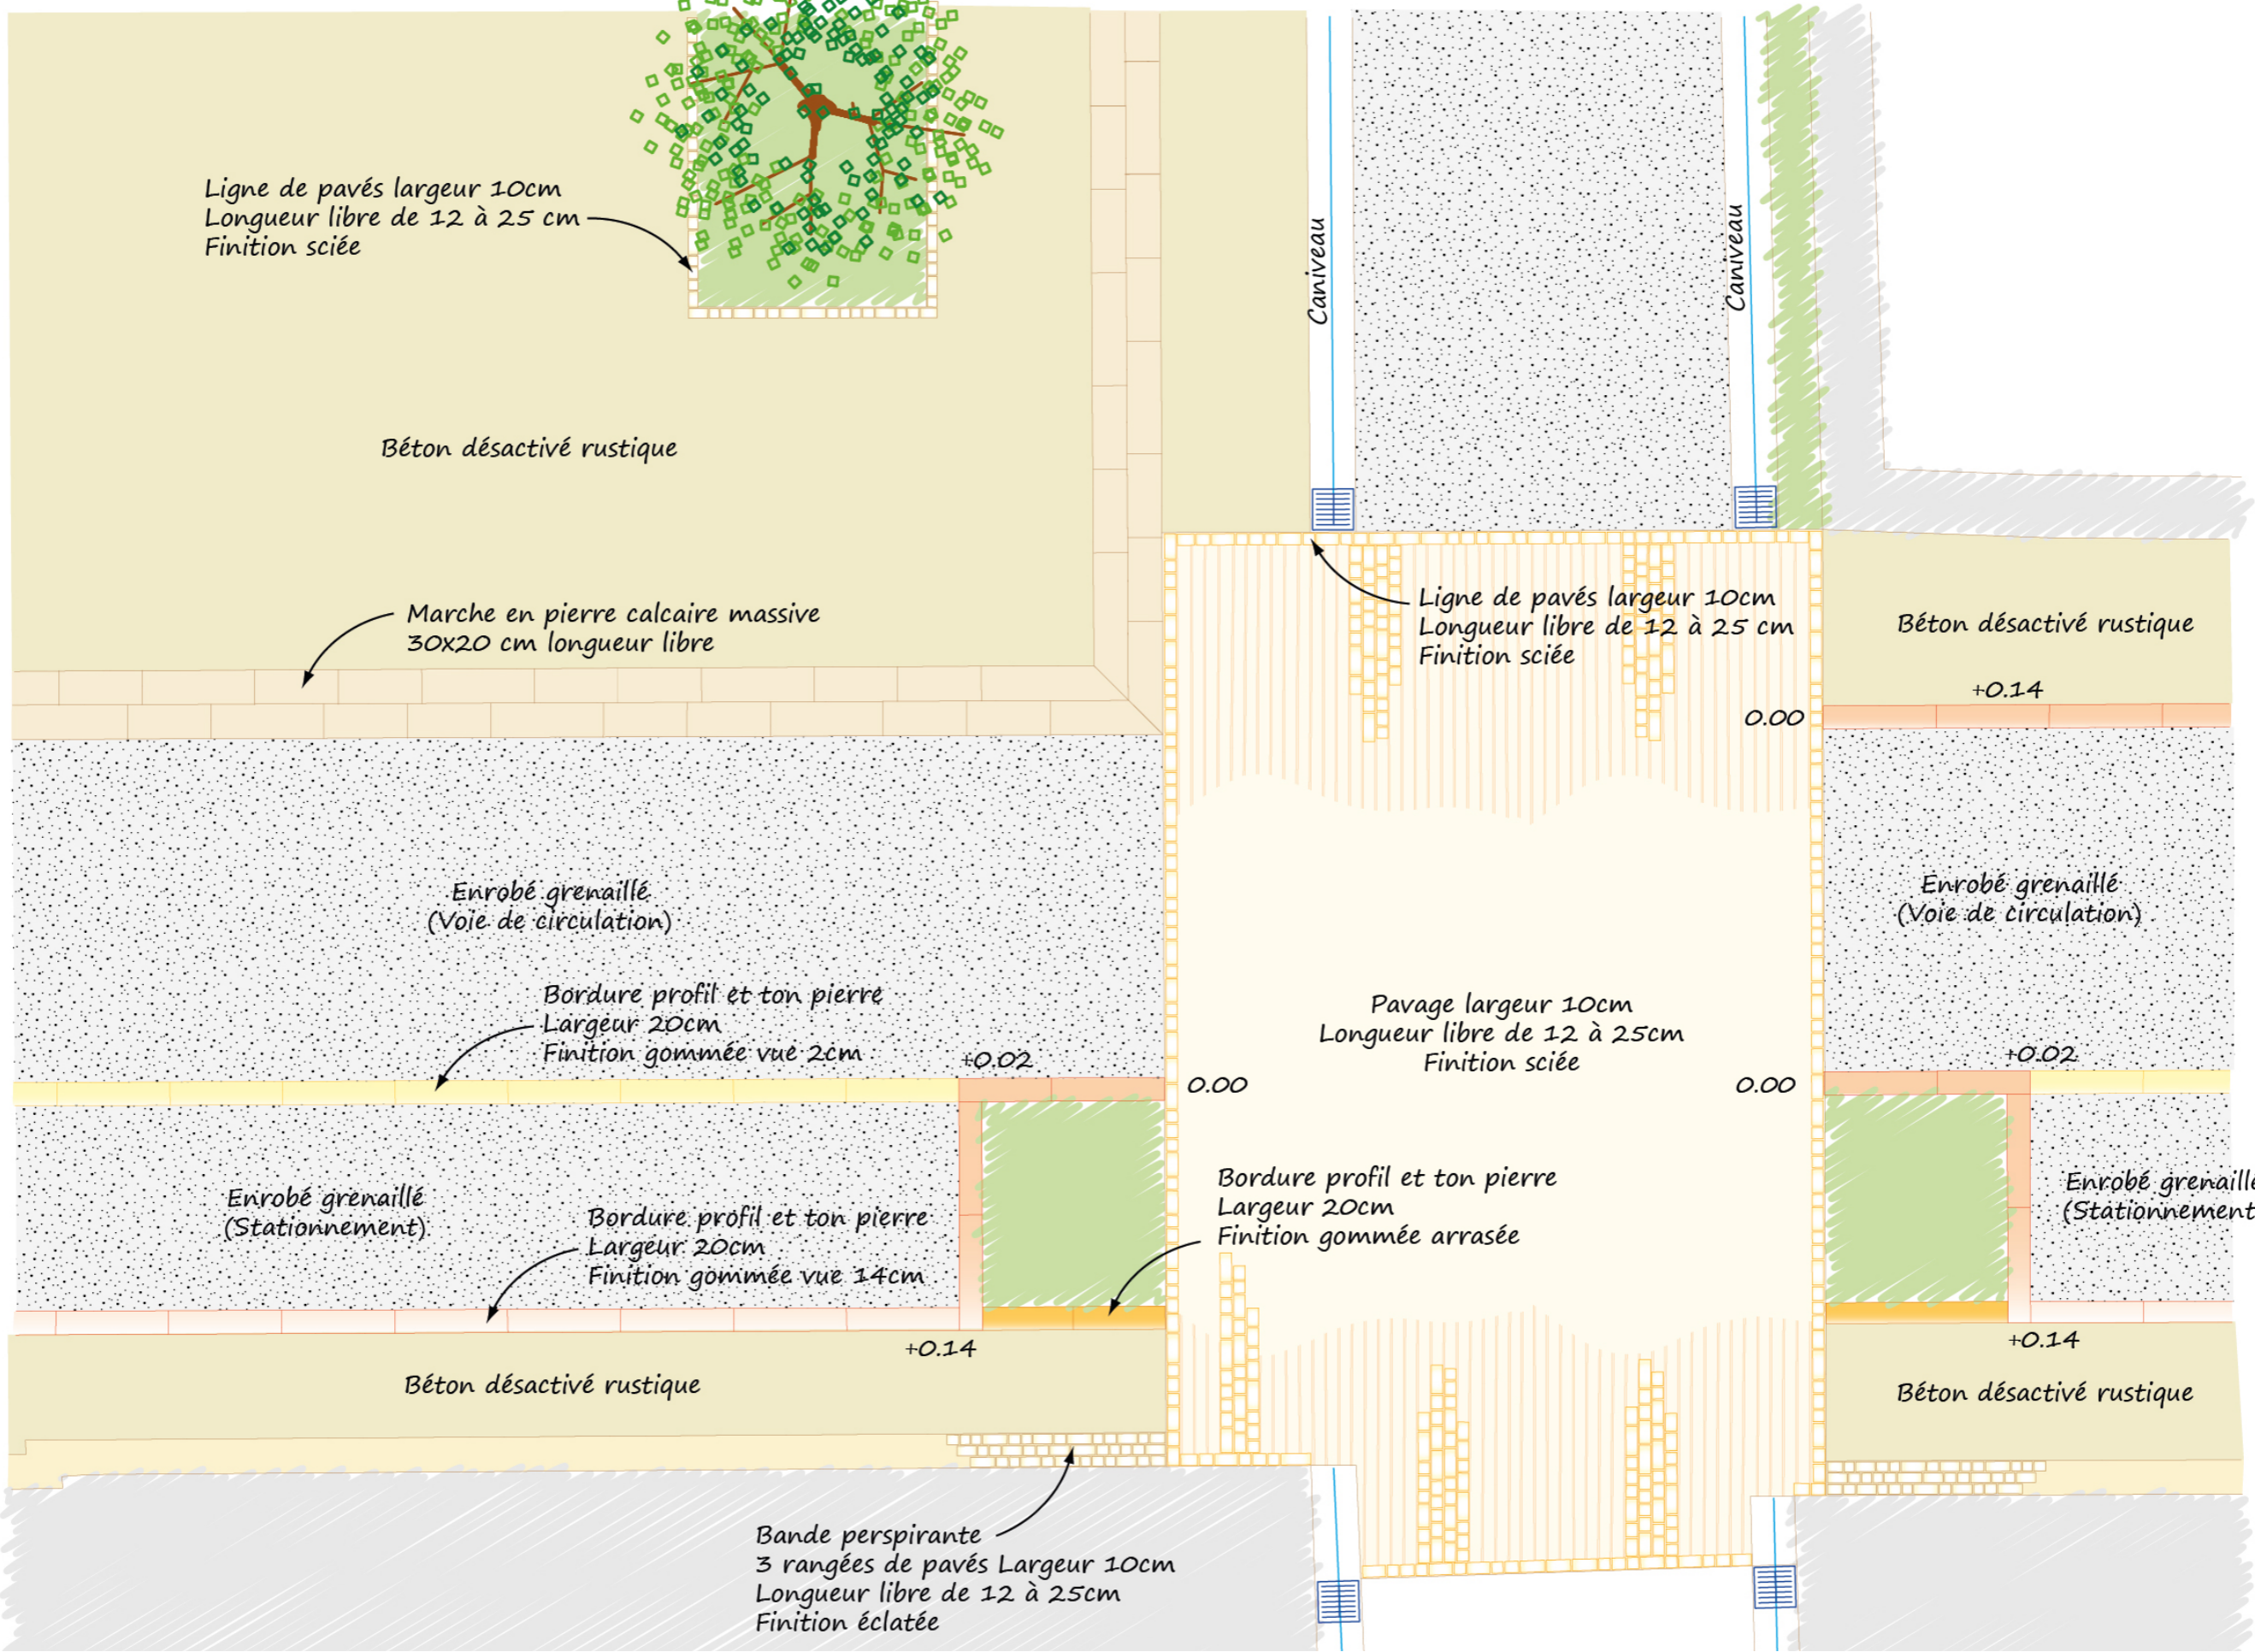 Ligne de pavés largeur 10cm
Longueur libre de 12 à 25 cm
Finition sciée
Caniveau
Caniveau
Béton désactivé rustique
Marche en pierre calcaire massive
30x20 cm longueur libre
Ligne de pavés largeur 10cm
Longueur libre de 12 à 25 cm
Finition sciée
Béton désactivé rustique
+0.14
0.00
Enrobé grenaillé
(Voie de circulation)
Enrobé grenaillé
(Voie de circulation)
Bordure profil et ton pierre
Largeur 20cm
Finition gommée vue 2cm
+0.02
Pavage largeur 10cm
Longueur libre de 12 à 25cm
Finition sciée
0.00
0.00
+0.02
Enrobé grenaillé
(Stationnement)
Bordure profil et ton pierre
Largeur 20cm
Finition gommée vue 14cm
Bordure profil et ton pierre
Largeur 20cm
Finition gommée arrasée
Enrobé grenaillé
(Stationnement
+0.14
Béton désactivé rustique
+0.14
Béton désactivé rustique
Bande perspirante
3 rangées de pavés Largeur 10cm
Longueur libre de 12 à 25cm
Finition éclatée